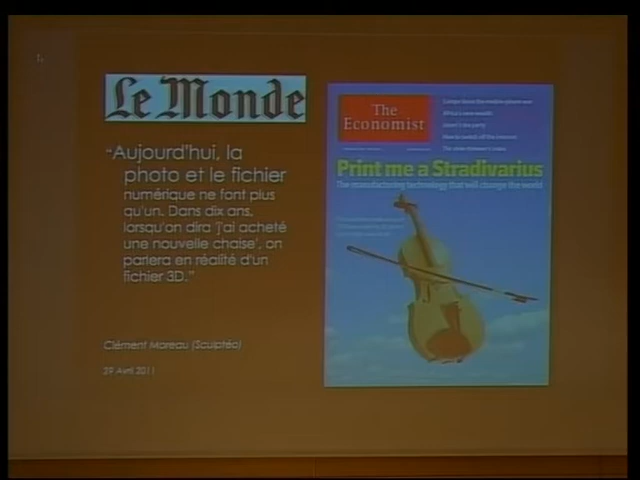 Le Monde
“Aujourd'hui, la
photo et le fichier
numérique ne font plus
qu'un. Dans dix ans,
lorsqu'on dira 'j'ai acheté
une nouvelle chaise', on
parlera en réalité d'un
fichier 3D.”
Clément Moreau (Sculptéo)
29 Avril 2011
The
Economist
Print me a Stradivarius
The manufacturing technology that will change the world